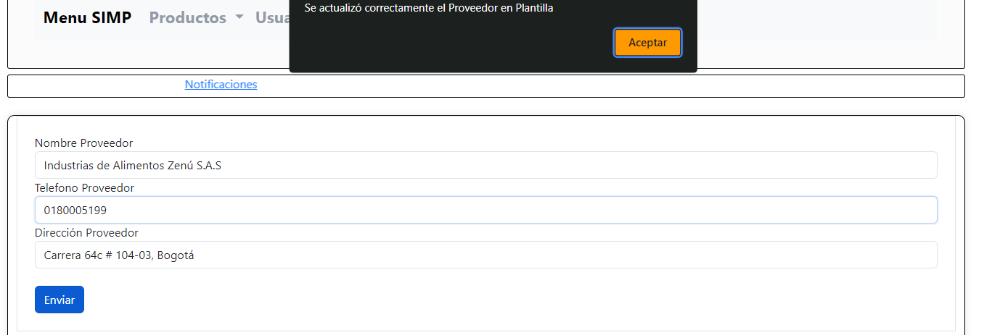 Se actualizó correctamente el Proveedor en Plantilla
Menu SIMP Productos
Aceptar
Notificaciones
Nombre Proveedor
Industrias de Alimentos Zenú S.A.S
Telefono Proveedor
0180005199
Dirección Proveedor
Carrera 64c # 104-03, Bogotá
Enviar